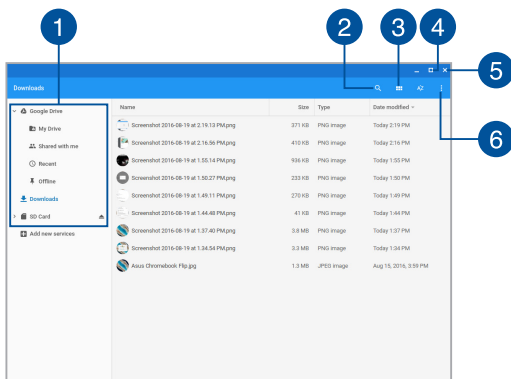 1
2
3
4
5
6
Downloads
AZ
Google Drive
My Drive
Shared with me
Recent
Offline
Downloads
SD Card
Add new services
Name Size Type Date modified
Screenshot 2016-08-19 at 2.19.13 PM.png 371 KB PNG image Today 2:19 PM
Screenshot 2016-08-19 at 2.16.56 PM.png 410 KB PNG image Today 2:16 PM
Screenshot 2016-08-19 at 1.55.14 PM.png 936 KB PNG image Today 1:55 PM
Screenshot 2016-08-19 at 1.50.27 PM.png 233 KB PNG image Today 1:50 PM
Screenshot 2016-08-19 at 1.49.11 PM.png 270 KB PNG image Today 1:49 PM
Screenshot 2016-08-19 at 1.44.48 PM.png 41 KB PNG image Today 1:44 PM
Screenshot 2016-08-19 at 1.37.40 PM.png 3.8 MB PNG image Today 1:37 PM
Screenshot 2016-08-19 at 1.34.54 PM.png 3.3 MB PNG image Today 1:34 PM
Asus Chromebook Flip.jpg 1.3 MB JPEG image Aug 15, 2016, 3:59 PM